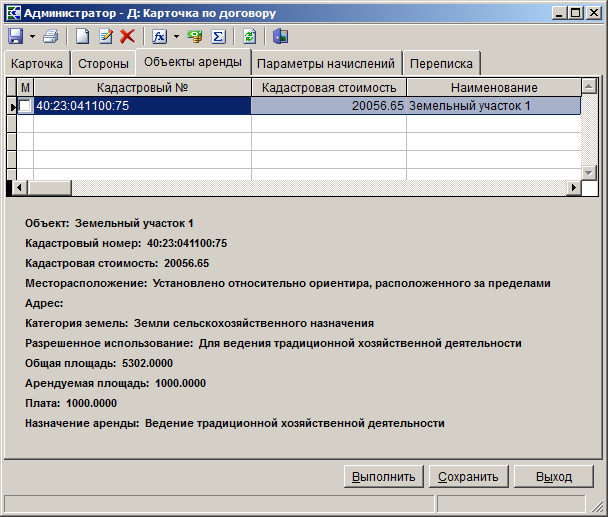 Администратор - Д: Карточка по договору
Карточка Стороны Объекты аренды Параметры начислений Переписка
М Кадастровый № Кадастровая стоимость Наименование
40:23:041100:75 20056.65 Земельный участок 1
Объект: Земельный участок 1
Кадастровый номер: 40:23:041100:75
Кадастровая стоимость: 20056.65
Месторасположение: Установлено относительно ориентира, расположенного за пределами
Адрес:
Категория земель: Земли сельскохозяйственного назначения
Разрешенное использование: Для ведения традиционной хозяйственной деятельности
Общая площадь: 5302.0000
Арендуемая площадь: 1000.0000
Плата: 1000.0000
Назначение аренды: Ведение традиционной хозяйственной деятельности
Выполнить Сохранить Выход